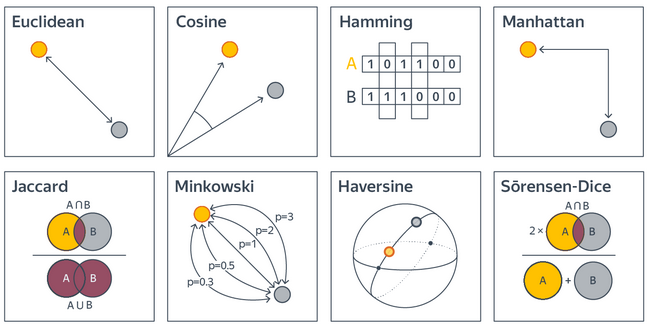 Euclidean
Cosine
Hamming
A 1 0 1 1 0 0
B 1 1 1 0 0 0
Manhattan
Jaccard
A∩B
A B
A B
A∪B
Minkowski
p=3
p=2
p=1
p=0.5
p=0.3
Haversine
Sōrensen-Dice
A∩B
2× A B
A + B